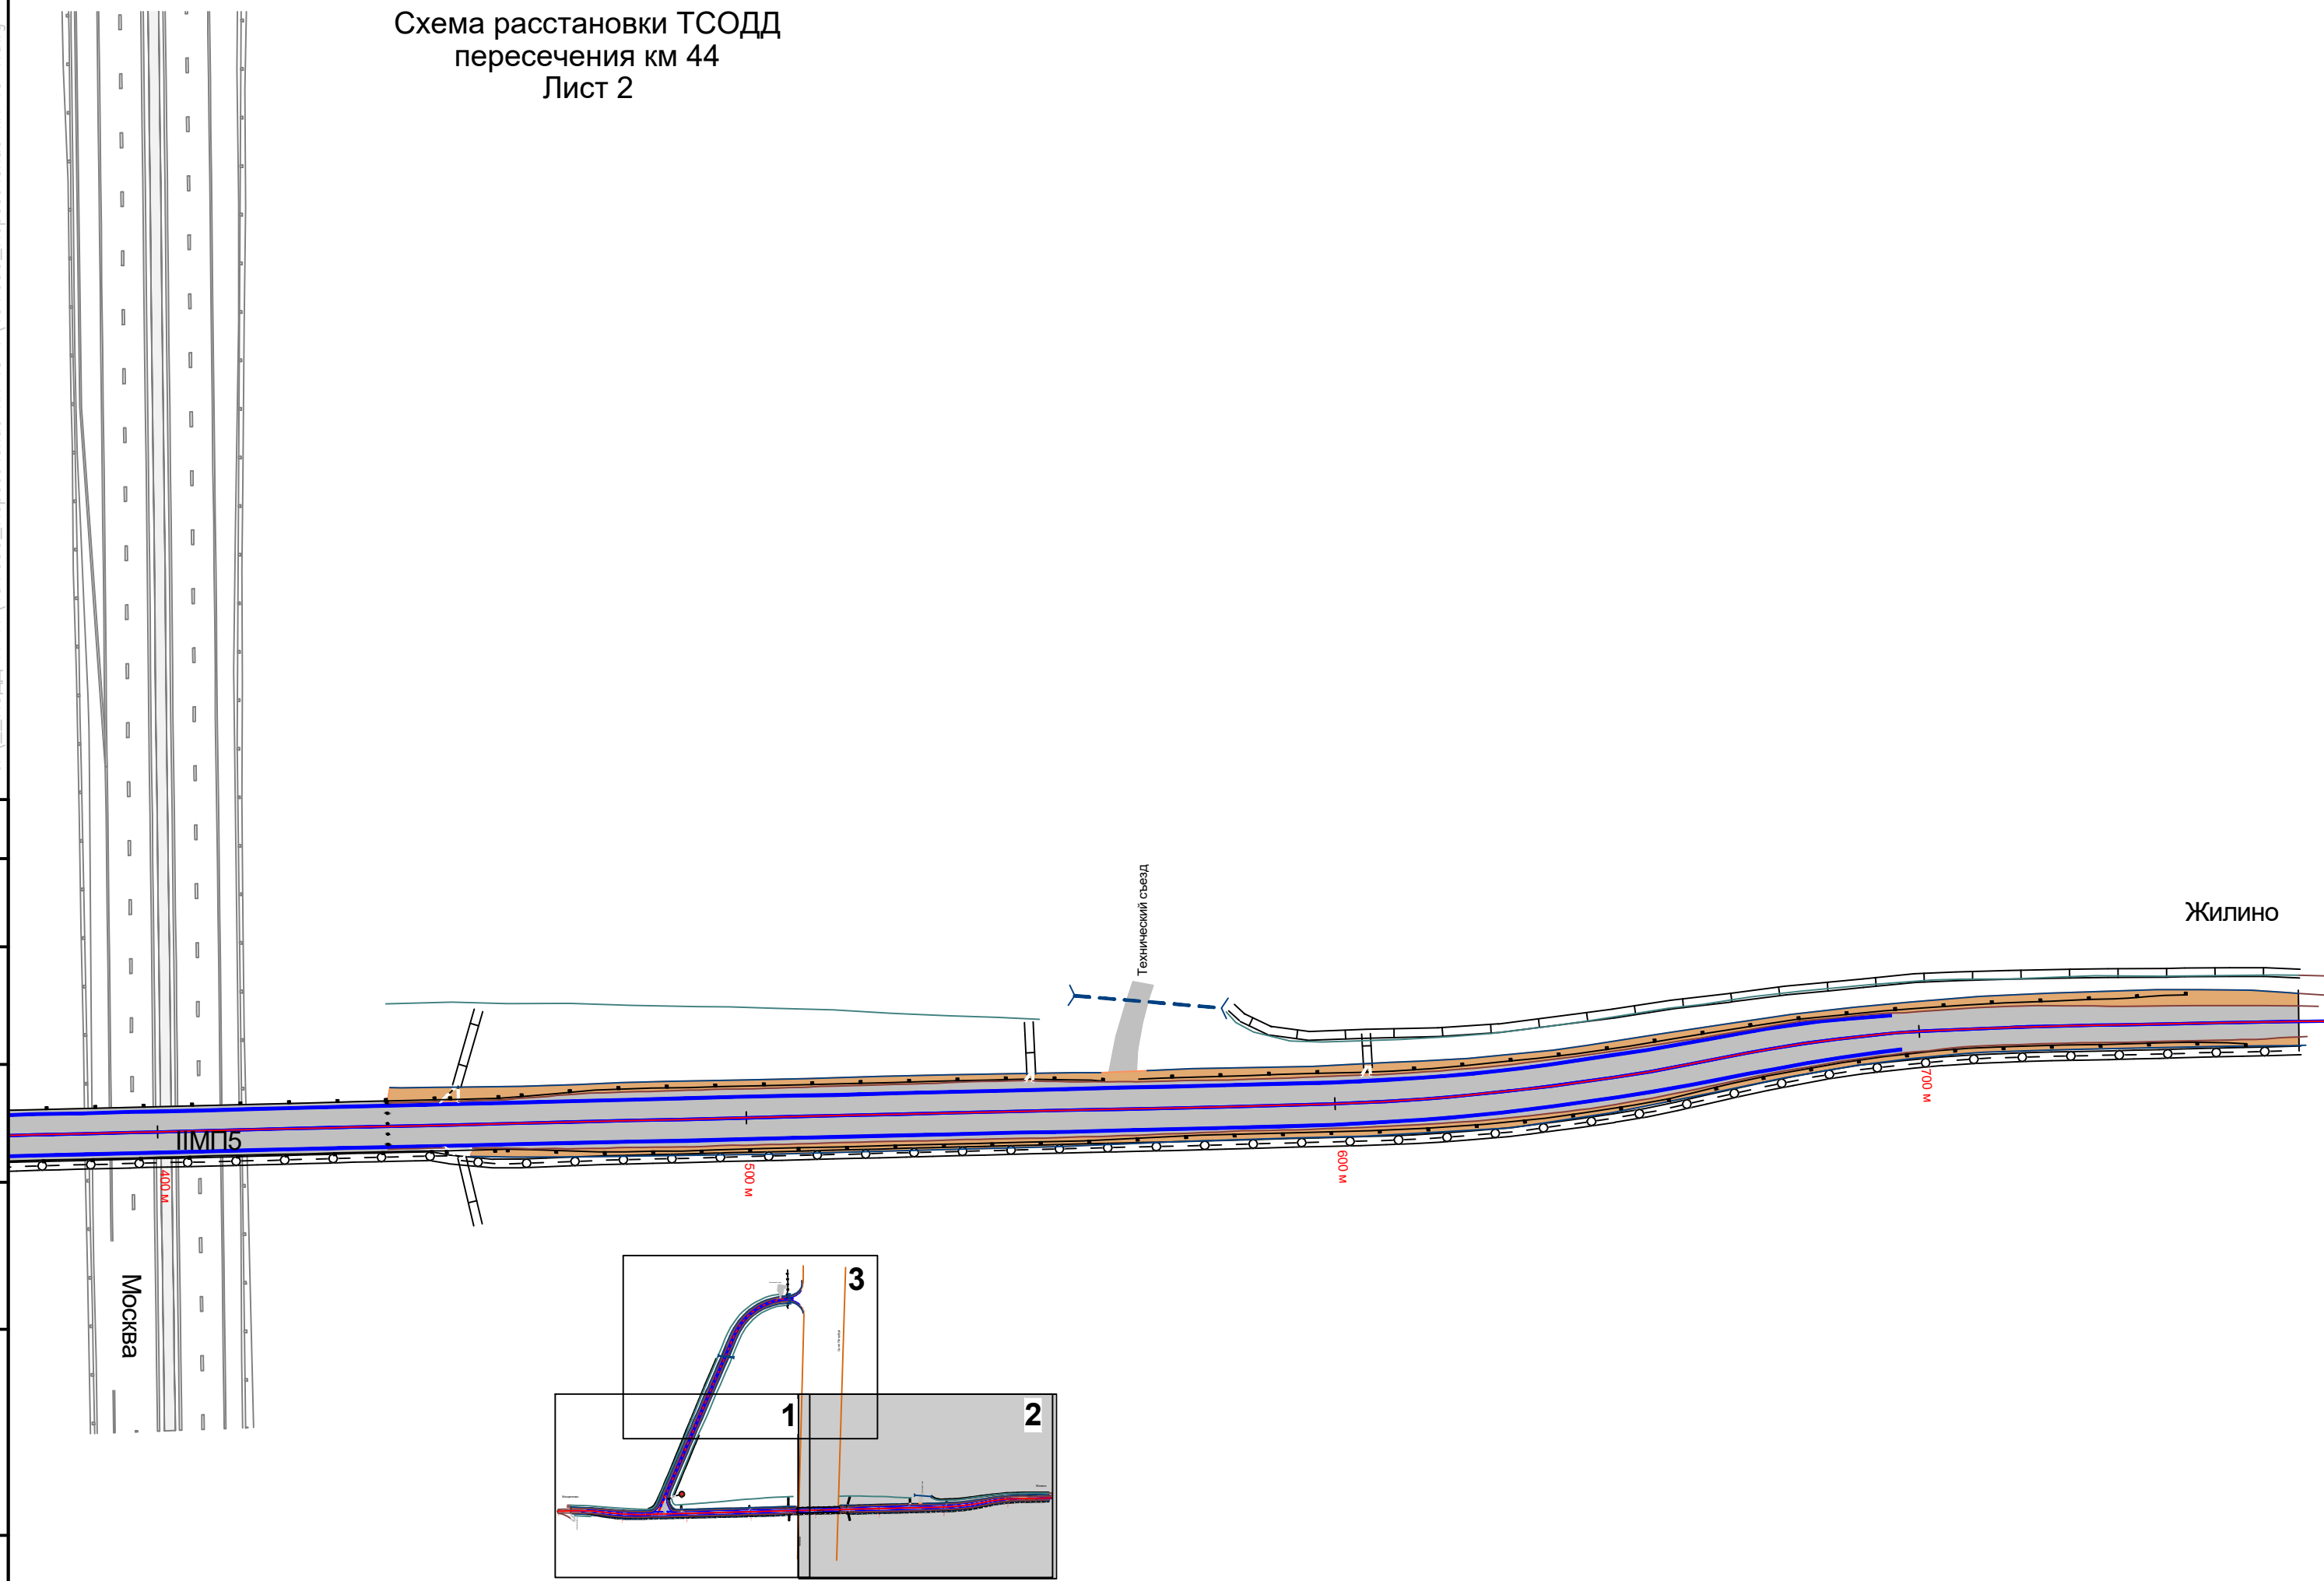 Схема расстановки ТСОДД
пересечения км 44
Лист 2
Технический съезд
Жилино
IIМП5
400 м
500 м
600 м
700 м
Москва
3
1
2